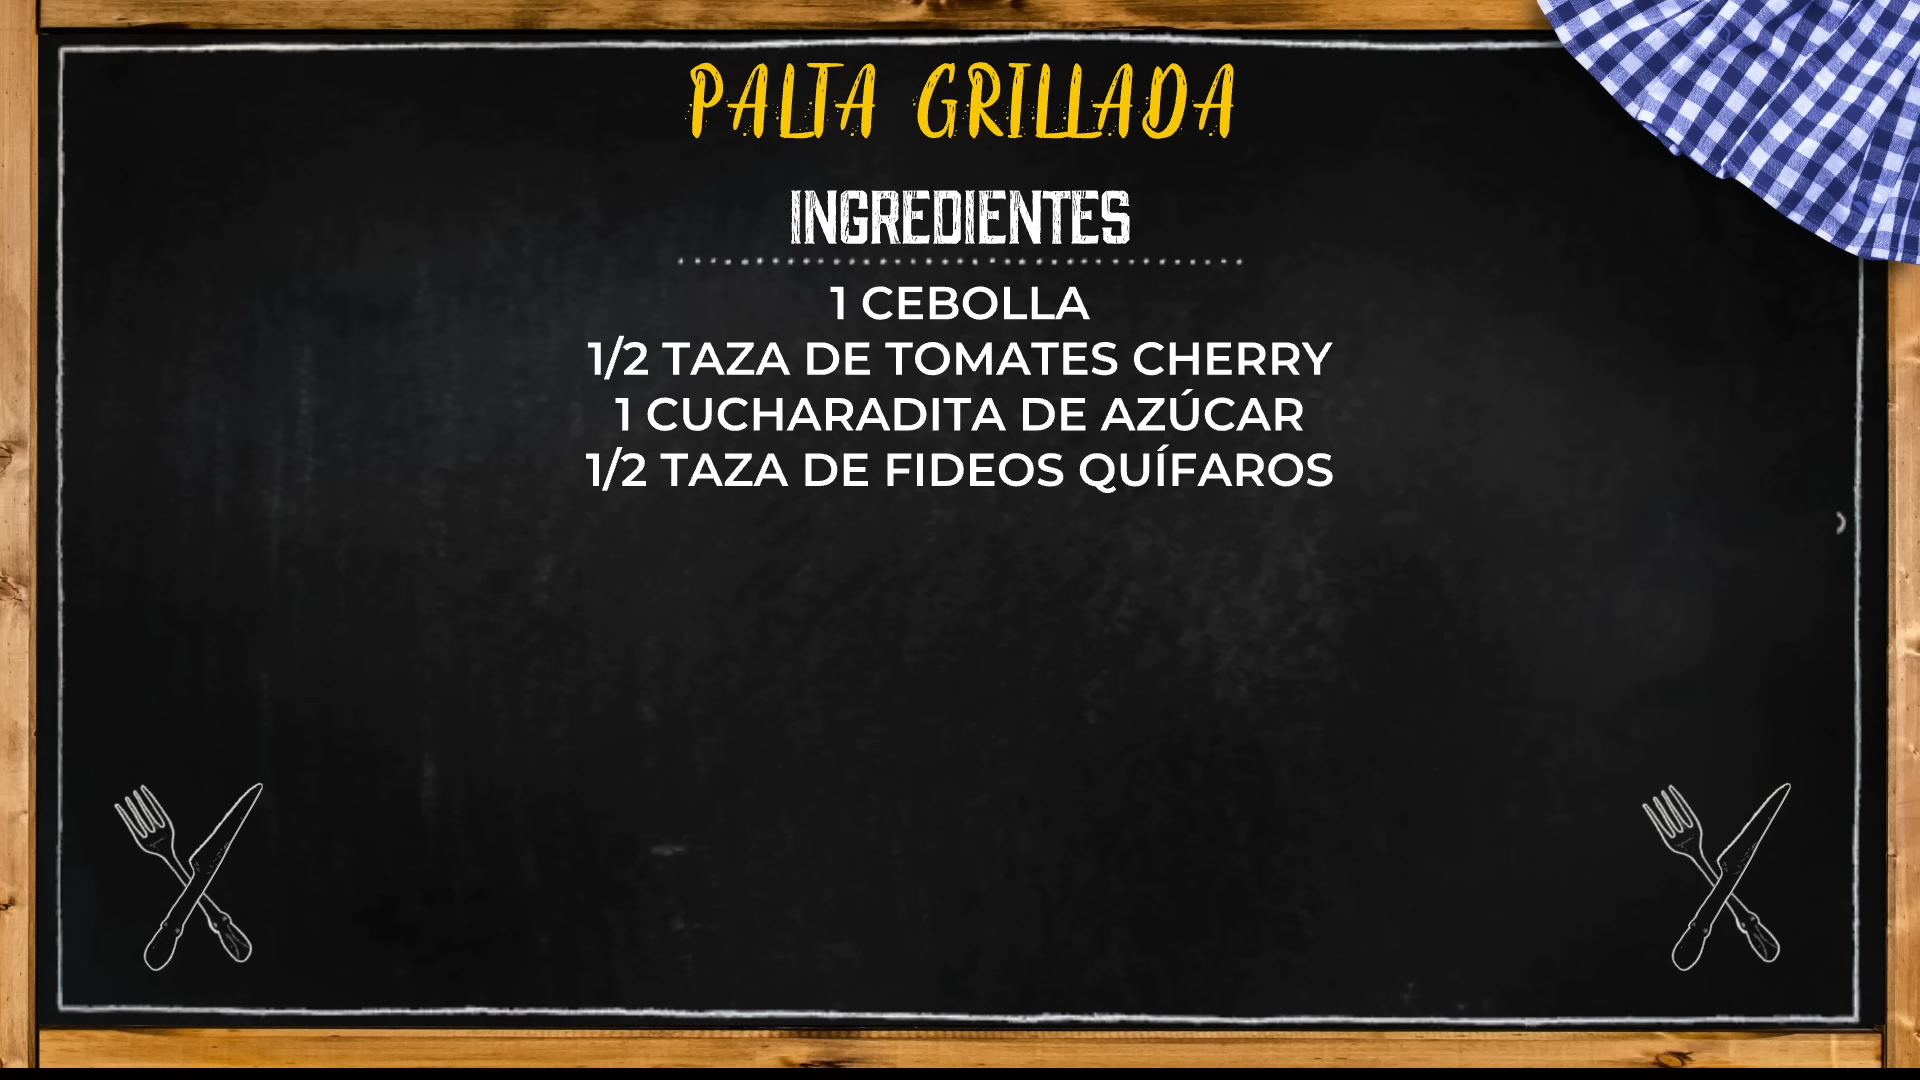 PALTA GRILLADA
INGREDIENTES
1 CEBOLLA
1/2 TAZA DE TOMATES CHERRY
1 CUCHARADITA DE AZÚCAR
1/2 TAZA DE FIDEOS QUÍFAROS